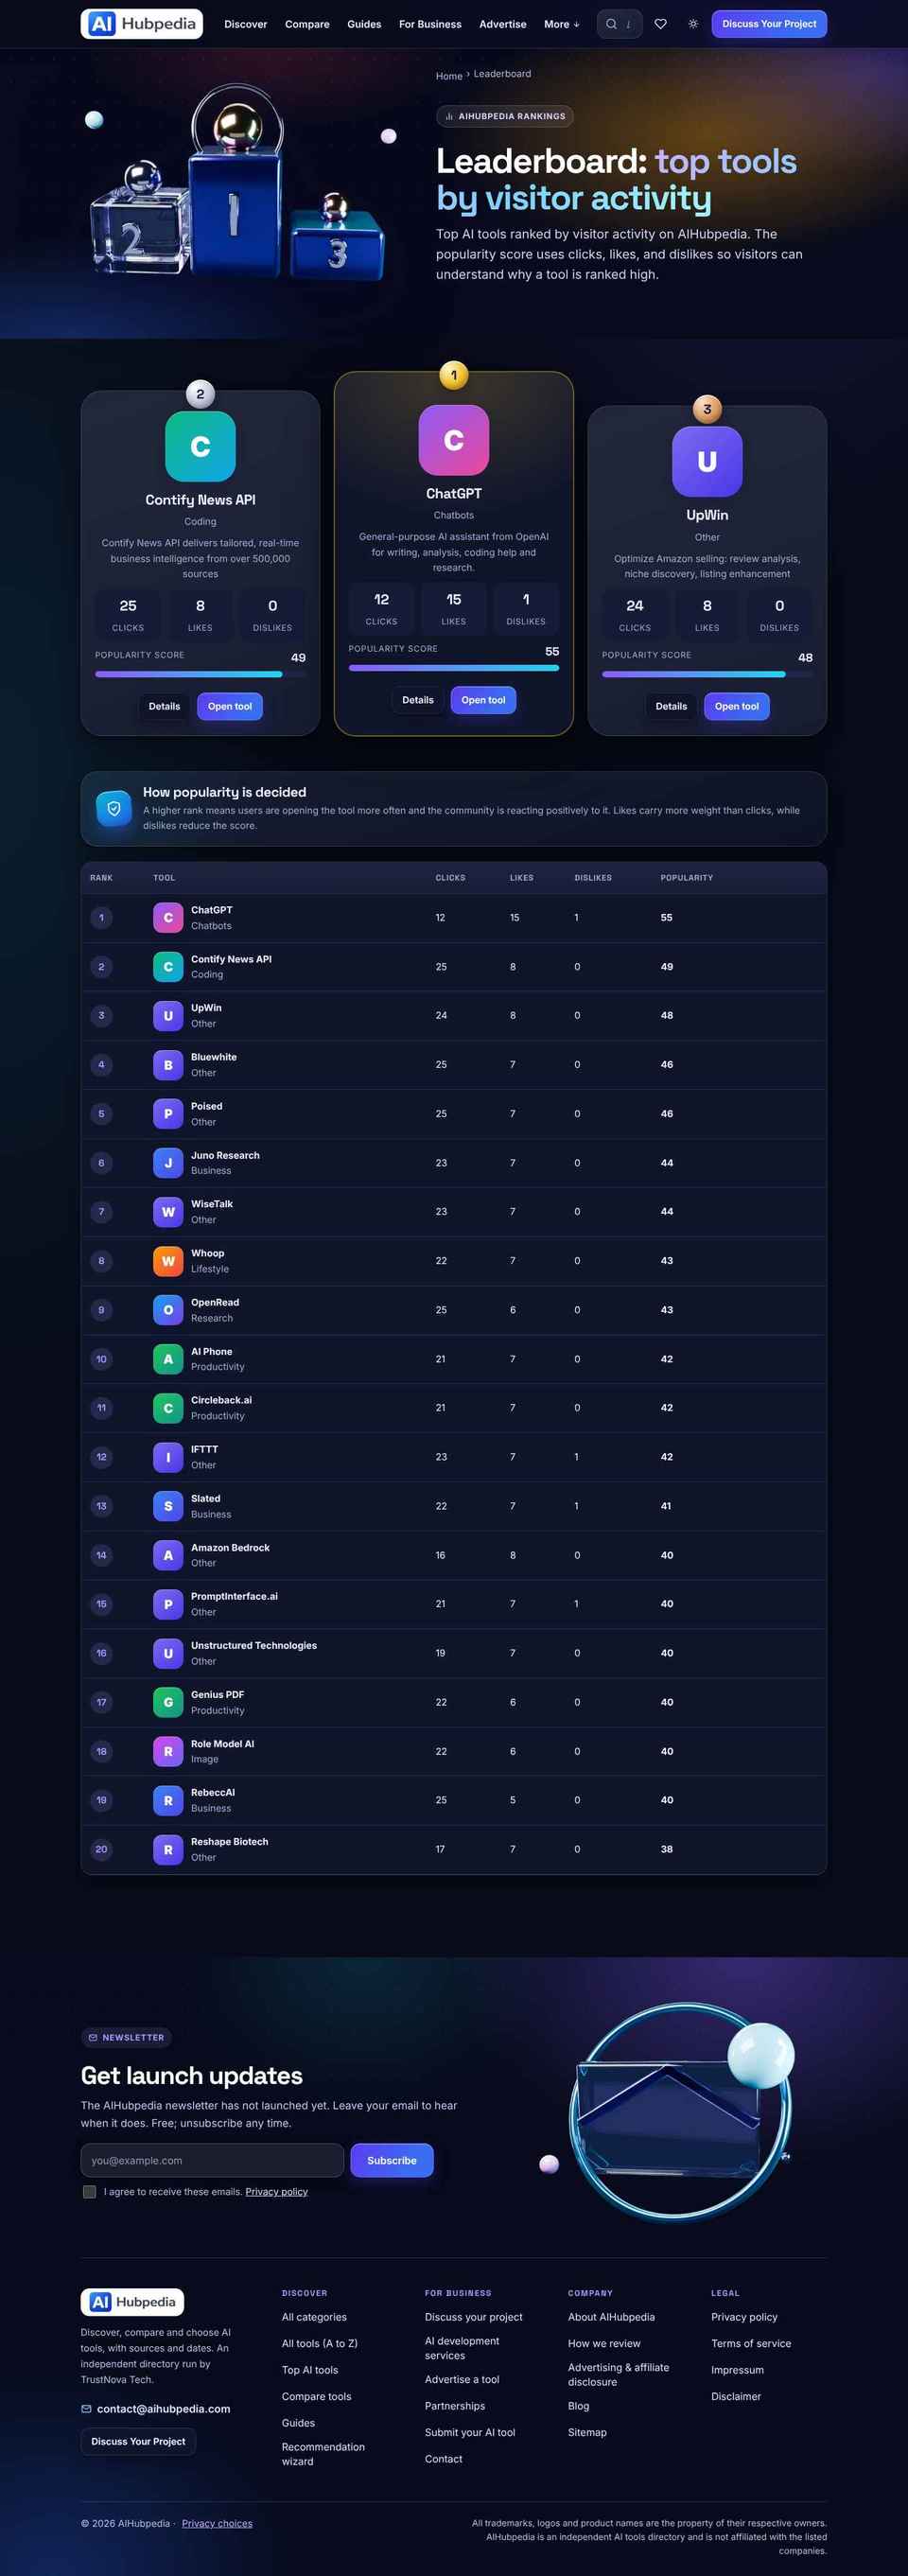 AI Hubpedia
Discover
Compare
Guides
For Business
Advertise
More ↓
/
Discuss Your Project
Home › Leaderboard
AIHUBPEDIA RANKINGS
Leaderboard: top tools
by visitor activity
Top AI tools ranked by visitor activity on AIHubpedia. The
popularity score uses clicks, likes, and dislikes so visitors can
understand why a tool is ranked high.
2
1
3
2
C
Contify News API
Coding
Contify News API delivers tailored, real-time
business intelligence from over 500,000
sources
25 8 0
CLICKS LIKES DISLIKES
POPULARITY SCORE 49
Details Open tool
1
C
ChatGPT
Chatbots
General-purpose AI assistant from OpenAI
for writing, analysis, coding help and
research.
12 15 1
CLICKS LIKES DISLIKES
POPULARITY SCORE 55
Details Open tool
3
U
UpWin
Other
Optimize Amazon selling: review analysis,
niche discovery, listing enhancement
24 8 0
CLICKS LIKES DISLIKES
POPULARITY SCORE 48
Details Open tool
How popularity is decided
A higher rank means users are opening the tool more often and the community is reacting positively to it. Likes carry more weight than clicks, while
dislikes reduce the score.
RANK TOOL CLICKS LIKES DISLIKES POPULARITY
1 C ChatGPT 12 15 1 55
Chatbots
2 C Contify News API 25 8 0 49
Coding
3 U UpWin 24 8 0 48
Other
4 B Bluewhite 25 7 0 46
Other
5 P Poised 25 7 0 46
Other
6 J Juno Research 23 7 0 44
Business
7 W WiseTalk 23 7 0 44
Other
8 W Whoop 22 7 0 43
Lifestyle
9 O OpenRead 25 6 0 43
Research
10 A AI Phone 21 7 0 42
Productivity
11 C Circleback.ai 21 7 0 42
Productivity
12 I IFTTT 23 7 1 42
Other
13 S Slated 22 7 1 41
Business
14 A Amazon Bedrock 16 8 0 40
Other
15 P PromptInterface.ai 21 7 1 40
Other
16 U Unstructured Technologies 19 7 0 40
Other
17 G Genius PDF 22 6 0 40
Productivity
18 R Role Model AI 22 6 0 40
Image
19 R RebeccAI 25 5 0 40
Business
20 R Reshape Biotech 17 7 0 38
Other
NEWSLETTER
Get launch updates
The AIHubpedia newsletter has not launched yet. Leave your email to hear
when it does. Free; unsubscribe any time.
you@example.com
Subscribe
I agree to receive these emails. Privacy policy
AI Hubpedia
Discover, compare and choose AI
tools, with sources and dates. An
independent directory run by
TrustNova Tech.
contact@aihubpedia.com
Discuss Your Project
DISCOVER
All categories
All tools (A to Z)
Top AI tools
Compare tools
Guides
Recommendation
wizard
FOR BUSINESS
Discuss your project
AI development
services
Advertise a tool
Partnerships
Submit your AI tool
Contact
COMPANY
About AIHubpedia
How we review
Advertising & affiliate
disclosure
Blog
Sitemap
LEGAL
Privacy policy
Terms of service
Impressum
Disclaimer
© 2026 AIHubpedia · Privacy choices
All trademarks, logos and product names are the property of their respective owners.
AIHubpedia is an independent AI tools directory and is not affiliated with the listed
companies.